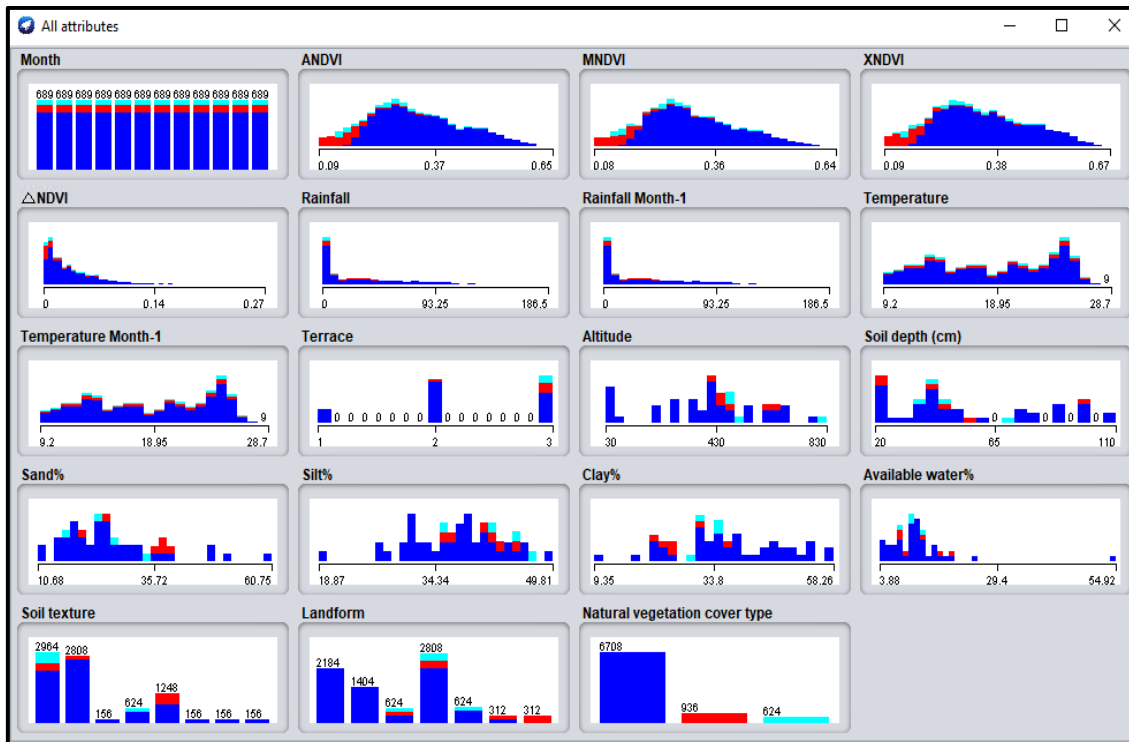 All attributes
Month ANDVI MNDVI XNDVI
689 689 689 689 689 689 689 689 689 689 689 689
0.09 0.37 0.65 0.08 0.36 0.64 0.09 0.38 0.67
△NDVI Rainfall Rainfall Month-1 Temperature
9
0 0.14 0.27 0 93.25 186.5 0 93.25 186.5 9.2 18.95 28.7
Temperature Month-1 Terrace Altitude Soil depth (cm)
9 0 0 0 0 0 0 0 0 0 0 0 0 0 0 0 0 0
9.2 18.95 28.7 1 2 3 30 430 830 20 65 110
Sand% Silt% Clay% Available water%
10.68 35.72 60.75 18.87 34.34 49.81 9.35 33.8 58.26 3.88 29.4 54.92
Soil texture Landform Natural vegetation cover type
2964 2808 156 624 1248 156 156 156 2184 1404 624 2808 624 312 312 6708 936 624